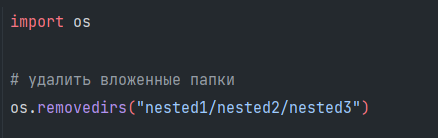 import os
# удалить вложенные папки
os.removedirs("nested1/nested2/nested3")